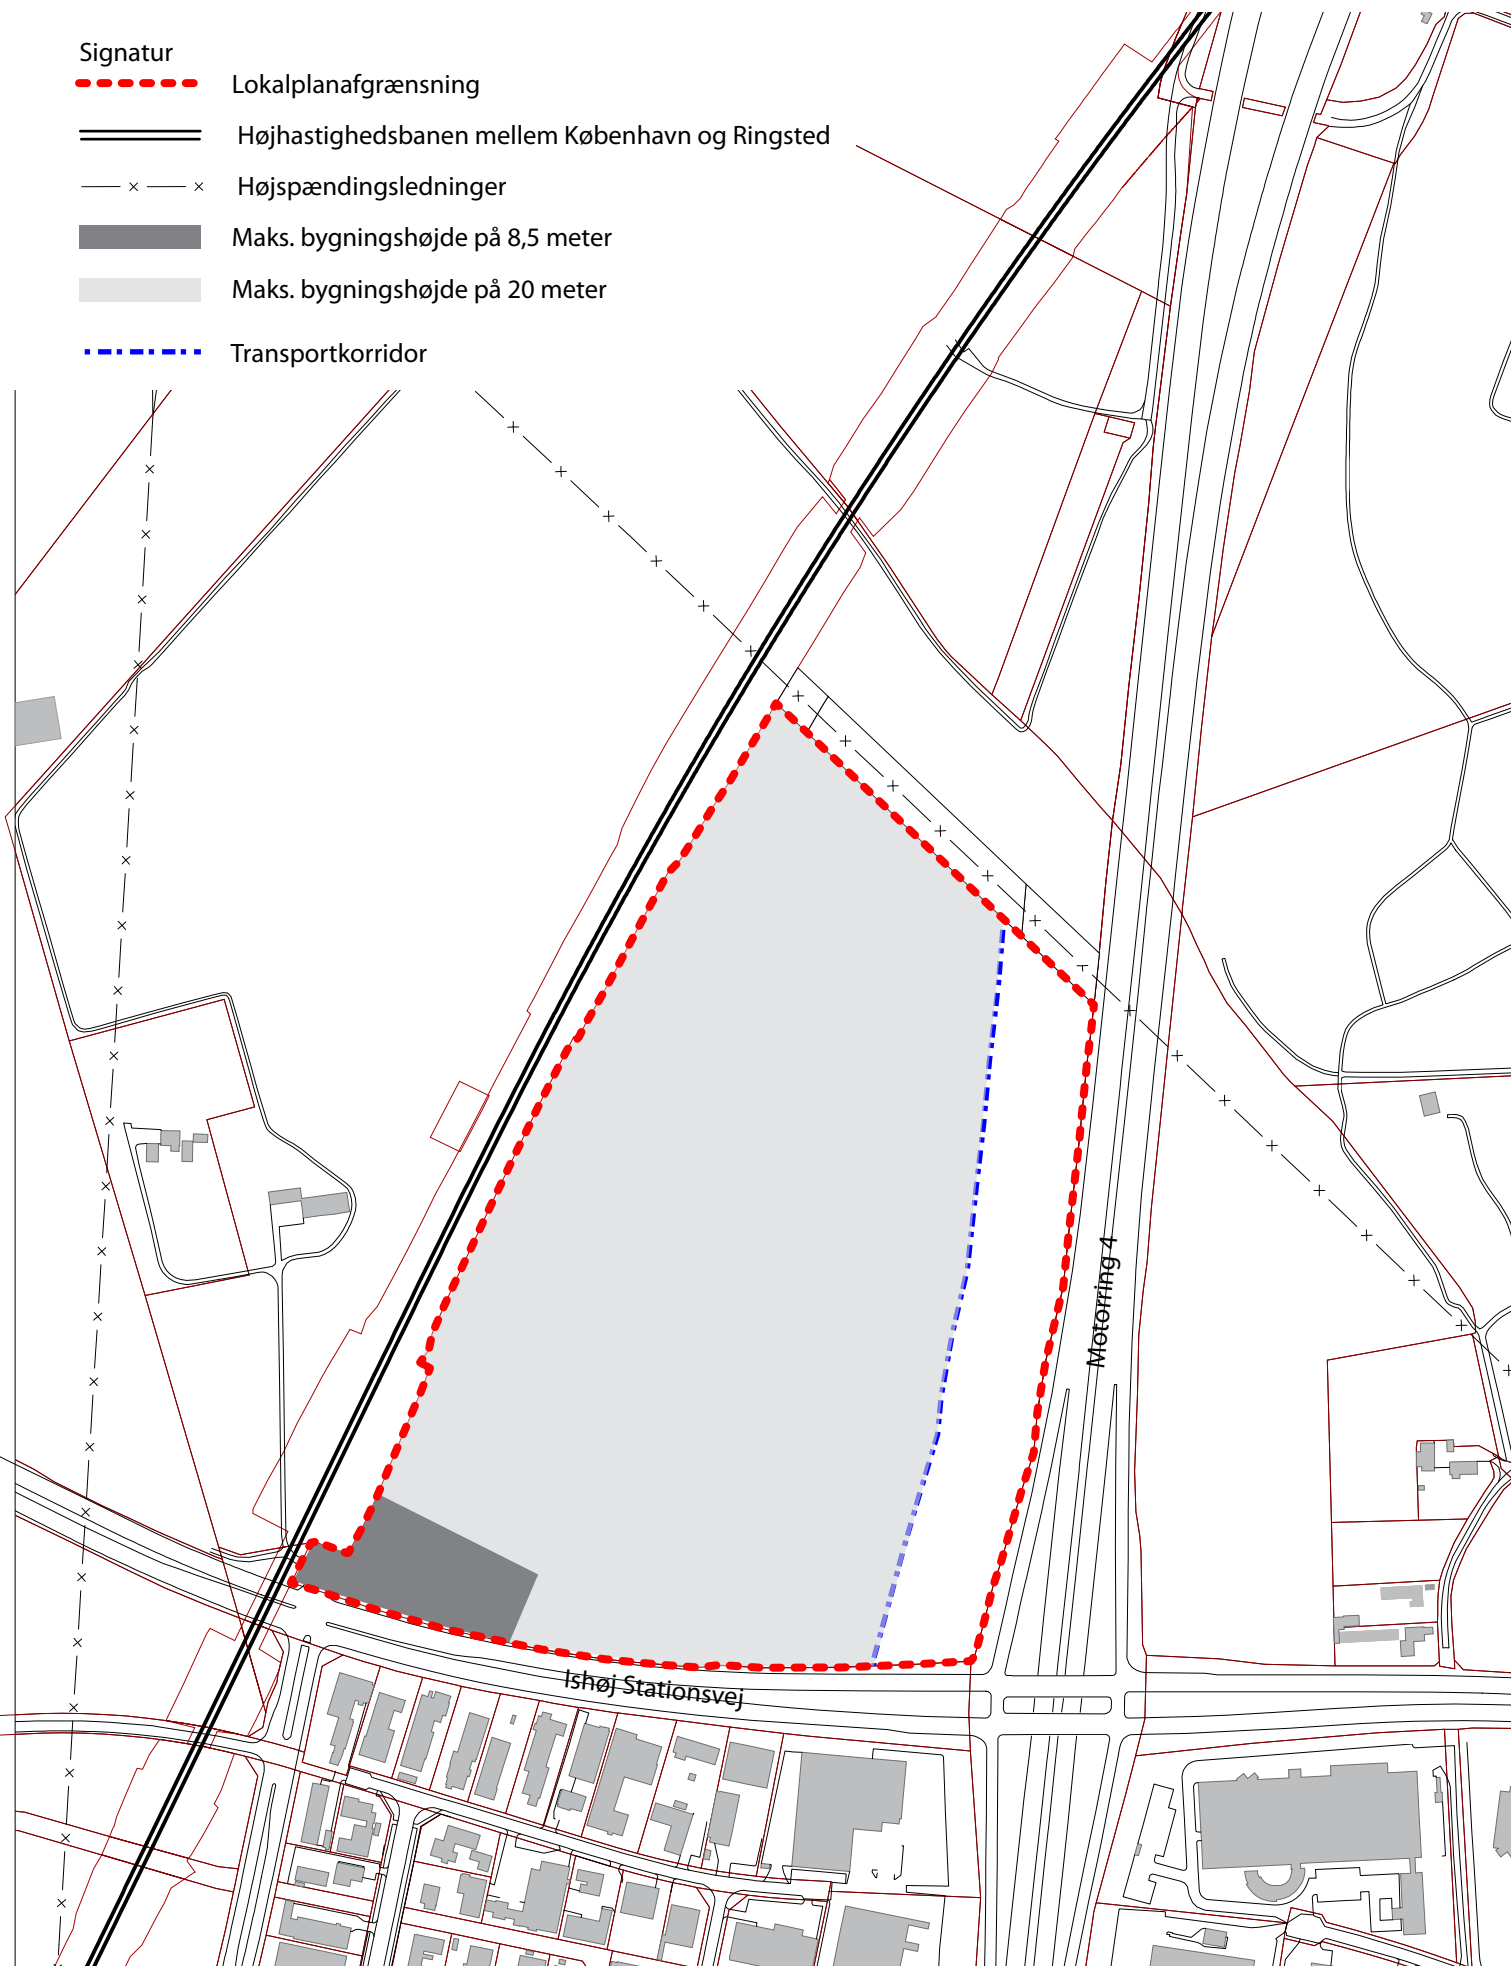 Signatur
Lokalplanafgrænsning
Højhastighedsbanen mellem København og Ringsted
Højspændingsledninger
Maks. bygningshøjde på 8,5 meter
Maks. bygningshøjde på 20 meter
Transportkorridor
Motorring 4
Ishøj Stationsvej